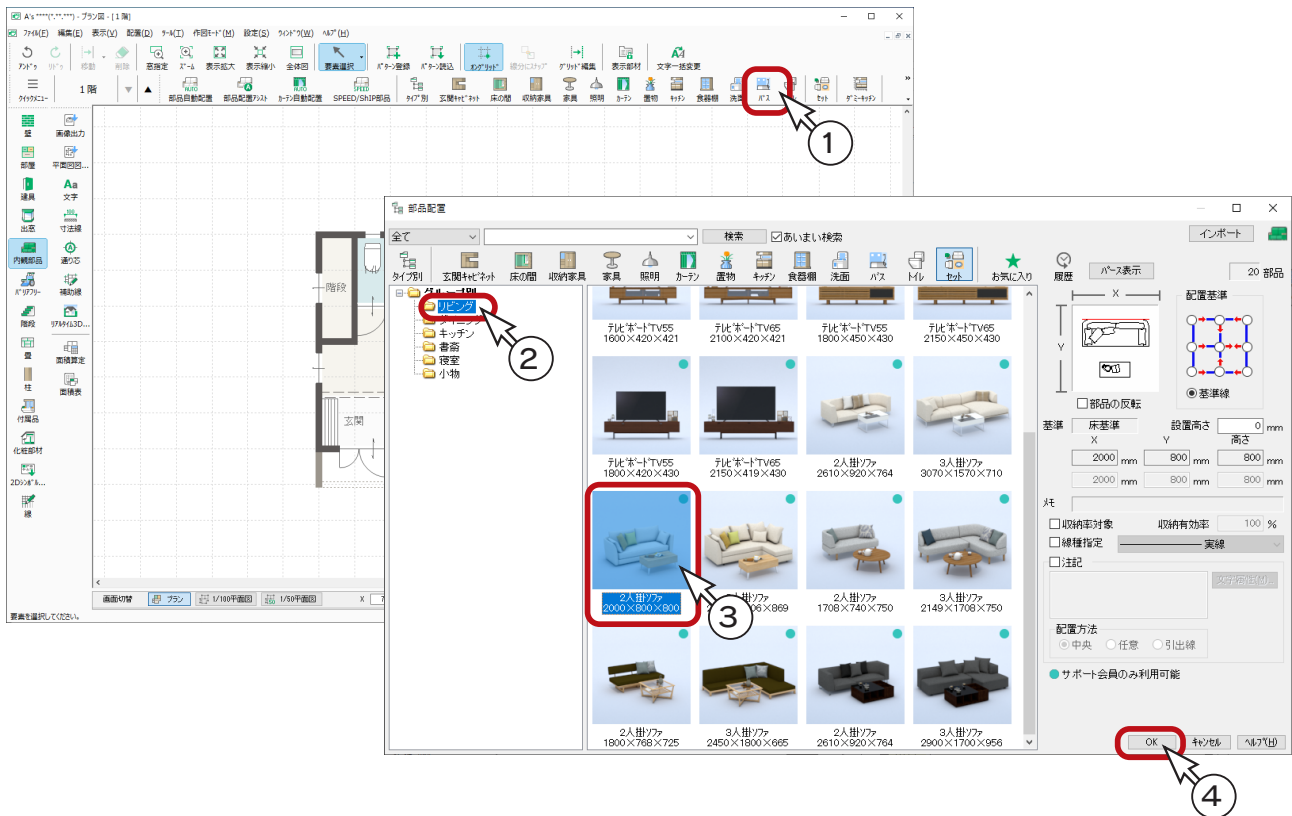 A's ****(*.**.***) - プラン図 - [1 階]
ﾌｧｲﾙ(F) 編集(E) 表示(V) 配置(D) ﾂｰﾙ(T) 作図ﾓｰﾄﾞ(M) 設定(S) ｳｨﾝﾄﾞｳ(W) ﾍﾙﾌﾟ(H)
ｱﾝﾄﾞｩ ﾘﾄﾞｩ 移動 削除 窓指定 ｽﾞｰﾑ 表示拡大 表示縮小 全体図 要素選択 ﾊﾟﾀｰﾝ登録 ﾊﾟﾀｰﾝ読込 ｵﾝｸﾞﾘｯﾄﾞ 線分にｽﾅｯﾌﾟ ｸﾞﾘｯﾄﾞ編集 表示部材 文字一括変更
ｸｲｯｸﾒﾆｭｰ 1 階 部品自動配置 部品配置ｱｼｽﾄ ｶｰﾃﾝ自動配置 SPEED/ShIP部品 ﾀｲﾌﾟ別 玄関ｷｬﾋﾞﾈｯﾄ 床の間 収納家具 家具 照明 ｶｰﾃﾝ 置物 ｷｯﾁﾝ 食器棚 洗面 ﾊﾞｽ ｾｯﾄ ﾀﾞﾐｰｷｯﾁﾝ
AUTO AUTO SPEED
1
壁 画像出力
部屋 平面図図...
Aa
建具 文字
100
出窓 寸法線
内観部品 通り芯
ﾊﾞﾘｱﾌﾘｰ 補助線
階段 ﾘｱﾙﾀｲﾑ3D...
畳 面積算定
柱 面積表
付属品
化粧部材
2Dｼﾝﾎﾞﾙ...
線
階段
玄関
画面切替 プラン 1/100平面図 1/50平面図 X 7
要素を選択してください。
部品配置
全て 検索 あいまい検索 インポート
ﾀｲﾌﾟ別 玄関ｷｬﾋﾞﾈｯﾄ 床の間 収納家具 家具 照明 ｶｰﾃﾝ 置物 ｷｯﾁﾝ 食器棚 洗面 ﾊﾞｽ ﾄｲﾚ ｾｯﾄ お気に入り 履歴 ﾊﾟｰｽ表示 20 部品
グループ別
リビング
ダイニング
キッチン
書斎
寝室
小物
2
ﾃﾚﾋﾞﾎﾞｰﾄﾞTV55 ﾃﾚﾋﾞﾎﾞｰﾄﾞTV65 ﾃﾚﾋﾞﾎﾞｰﾄﾞTV55 ﾃﾚﾋﾞﾎﾞｰﾄﾞTV65
1600×420×421 2100×420×421 1800×450×430 2150×450×430
ﾃﾚﾋﾞﾎﾞｰﾄﾞTV55 ﾃﾚﾋﾞﾎﾞｰﾄﾞTV65 2人掛ｿﾌｧ 3人掛ｿﾌｧ
1800×420×430 2150×419×430 2610×920×764 3070×1570×710
2人掛ｿﾌｧ 3人掛ｿﾌｧ 2人掛ｿﾌｧ 3人掛ｿﾌｧ
2000×800×800 06×869 1708×740×750 2149×1708×750
3
2人掛ｿﾌｧ 3人掛ｿﾌｧ 2人掛ｿﾌｧ 3人掛ｿﾌｧ
1800×768×725 2450×1800×665 2610×920×764 2900×1700×956
X 配置基準
Y
部品の反転 基準線
基準 床基準 設置高さ 0 mm
X Y 高さ
2000 mm 800 mm 800 mm
2000 mm 800 mm 800 mm
ﾒﾓ
収納率対象 収納有効率 100 %
線種指定 実線
注記
文字属性(M)...
配置方法
中央 任意 引出線
サポート会員のみ利用可能
OK ｷｬﾝｾﾙ ﾍﾙﾌﾟ(H)
4